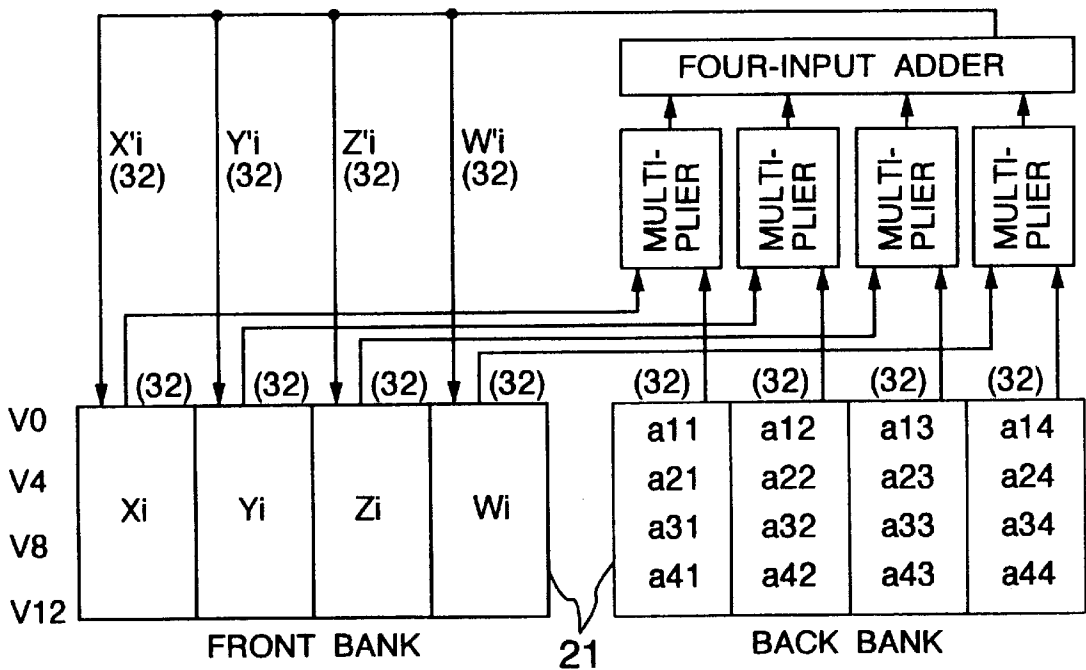 FOUR-INPUT ADDER
X'i
(32)
Y'i
(32)
Z'i
(32)
W'i
(32)
MULTI-
PLIER
MULTI-
PLIER
MULTI-
PLIER
MULTI-
PLIER
(32) (32) (32) (32) (32) (32) (32) (32)
V0
V4
V8
V12
Xi Yi Zi Wi
a11 a12 a13 a14
a21 a22 a23 a24
a31 a32 a33 a34
a41 a42 a43 a44
FRONT BANK
21
BACK BANK